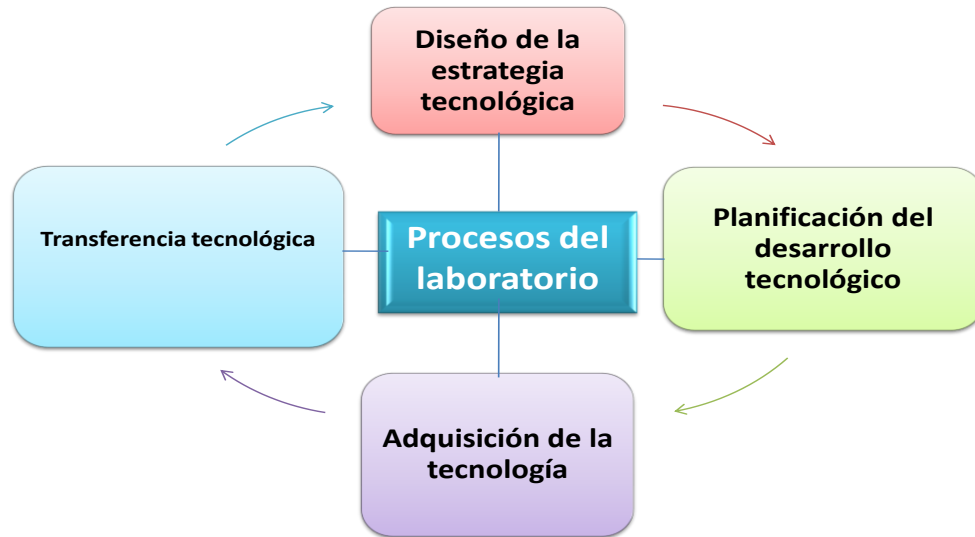 Diseño de la
estrategia
tecnológica
Transferencia tecnológica
Procesos del
laboratorio
Planificación del
desarrollo
tecnológico
Adquisición de la
tecnología